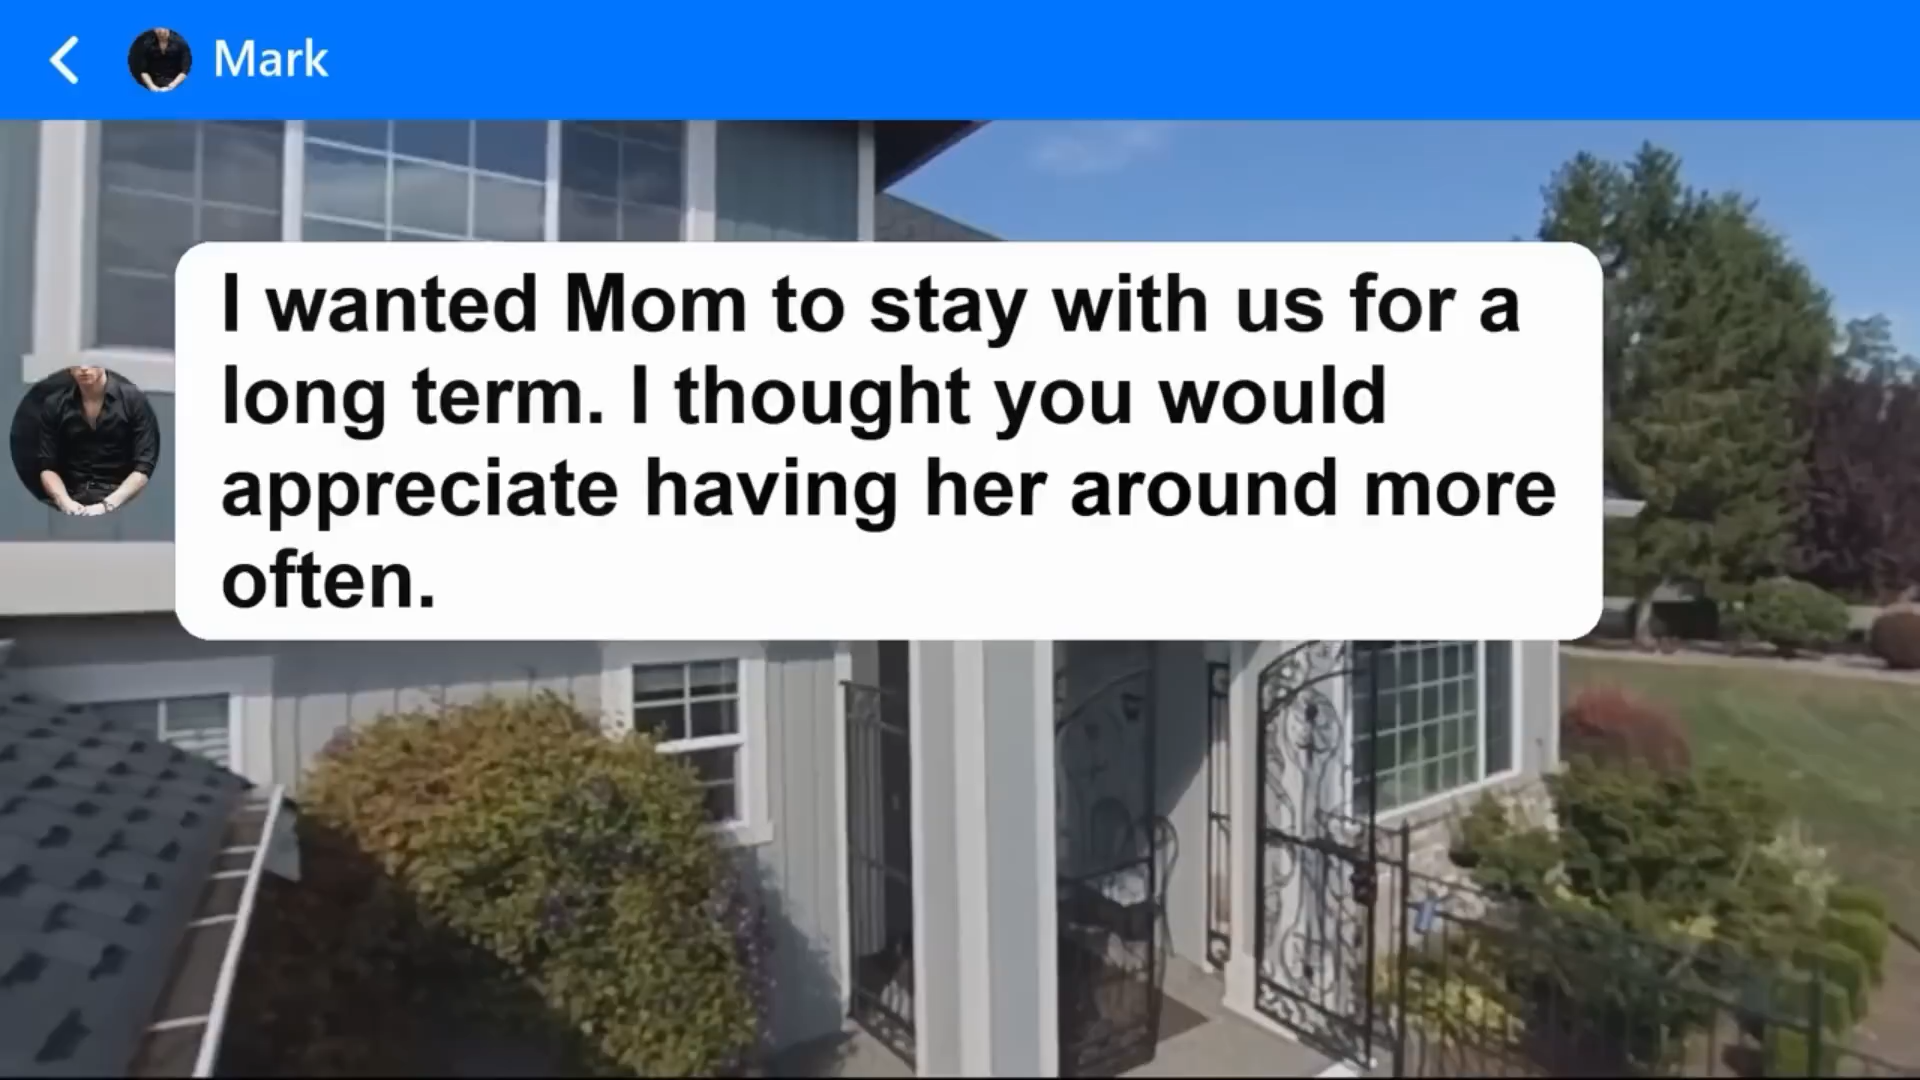 Mark
I wanted Mom to stay with us for a
long term. I thought you would
appreciate having her around more
often.